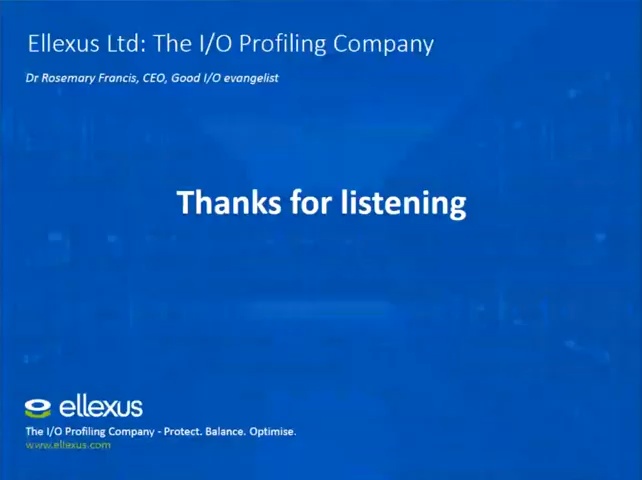 Ellexus Ltd: The I/O Profiling Company
Dr Rosemary Francis, CEO, Good I/O evangelist
Thanks for listening
ellexus
The I/O Profiling Company - Protect. Balance. Optimise.
www.ellexus.com